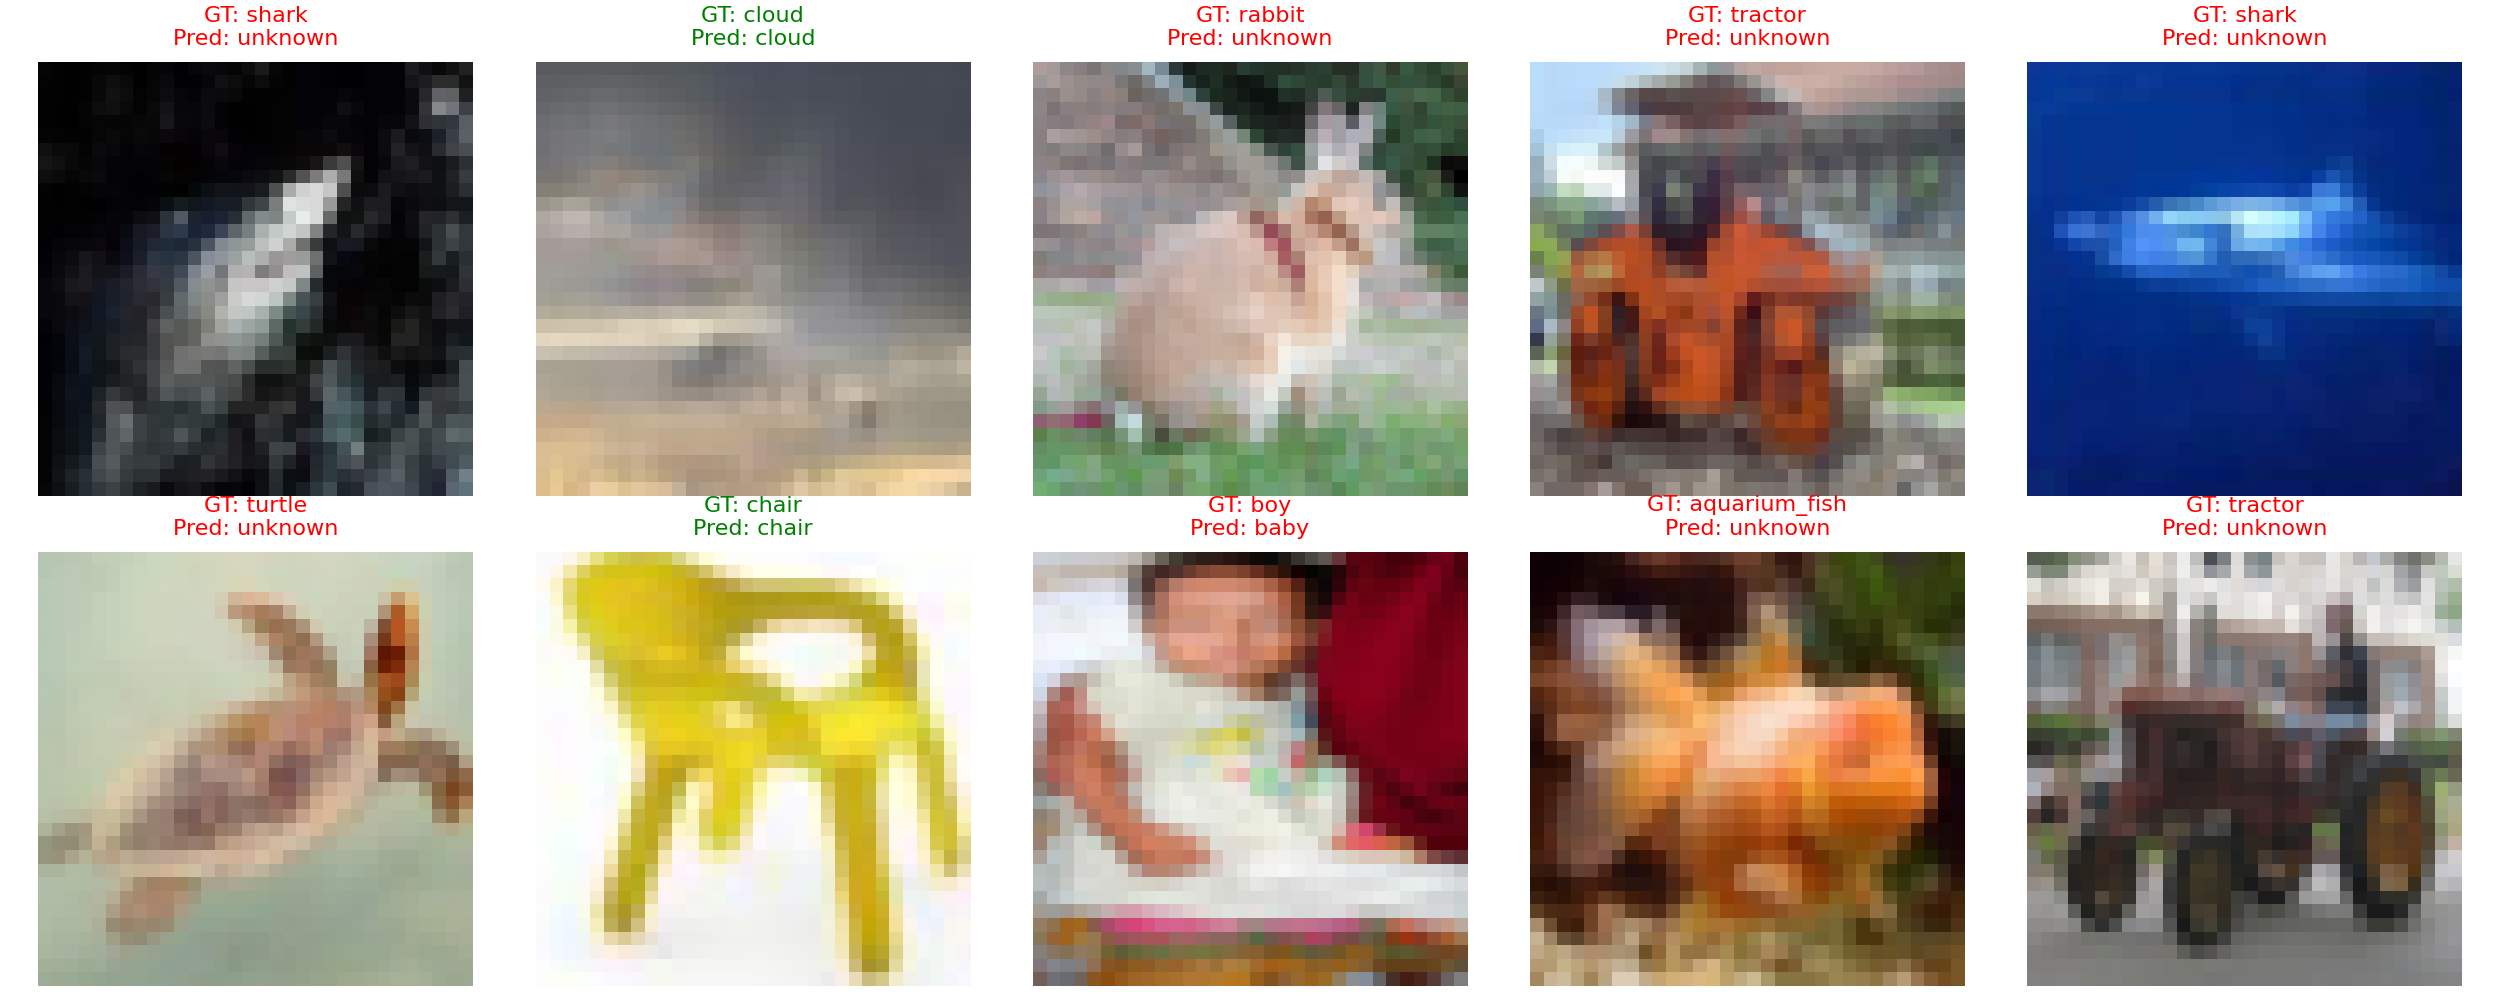 GT: shark
Pred: unknown
GT: cloud
Pred: cloud
GT: rabbit
Pred: unknown
GT: tractor
Pred: unknown
GT: shark
Pred: unknown
GT: turtle
Pred: unknown
GT: chair
Pred: chair
GT: boy
Pred: baby
GT: aquarium_fish
Pred: unknown
GT: tractor
Pred: unknown